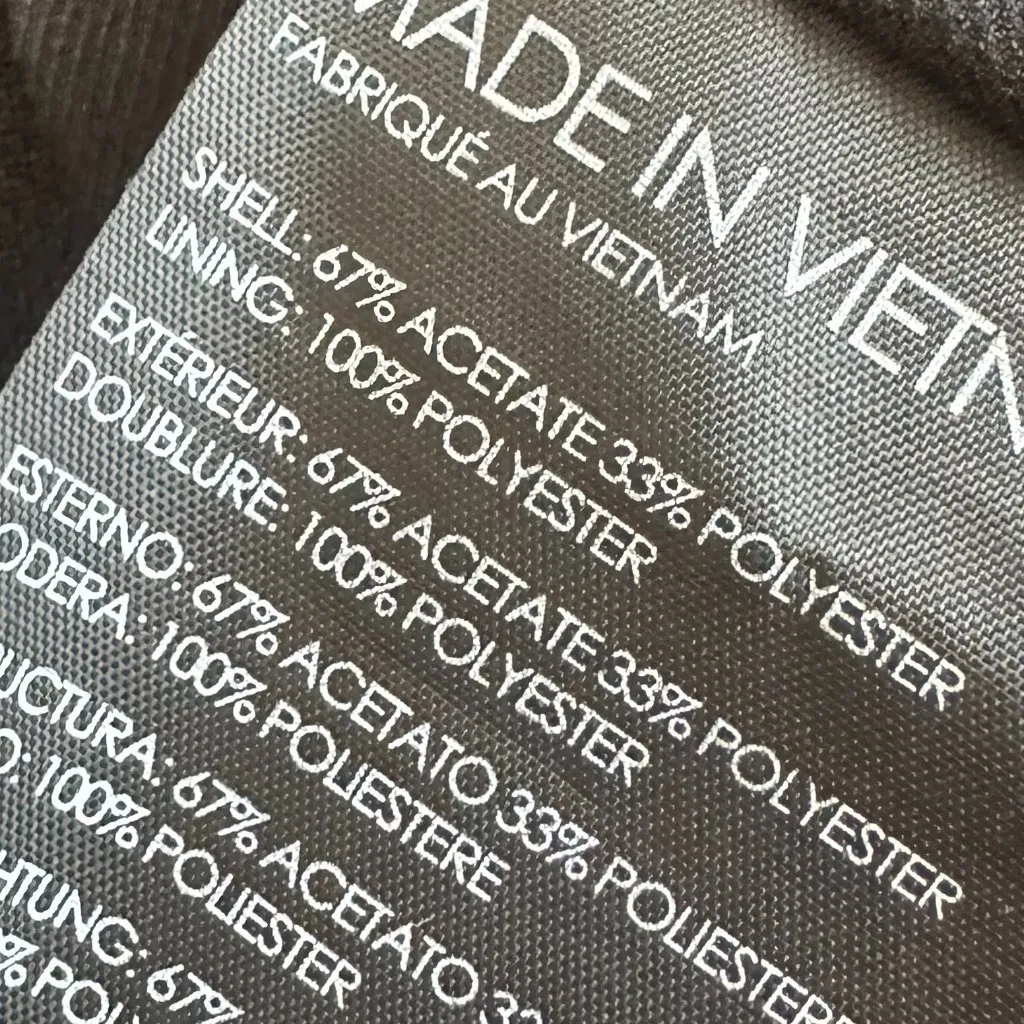 MADE IN VIETN
FABRIQUÉ AU VIETNAM
SHELL: 67% ACETATE 33% POLYESTER
LINING: 100% POLYESTER
EXTÉRIEUR: 67% ACETATE 33% POLYESTER
DOUBLURE: 100% POLYESTER
ESTERNO: 67% ACETATO 33% POLIESTERE
ODERA: 100% POLIESTERE
UCTURA: 67% ACETATO 33
O: 100% POLIESTER
HTUNG: 67%
% POLY